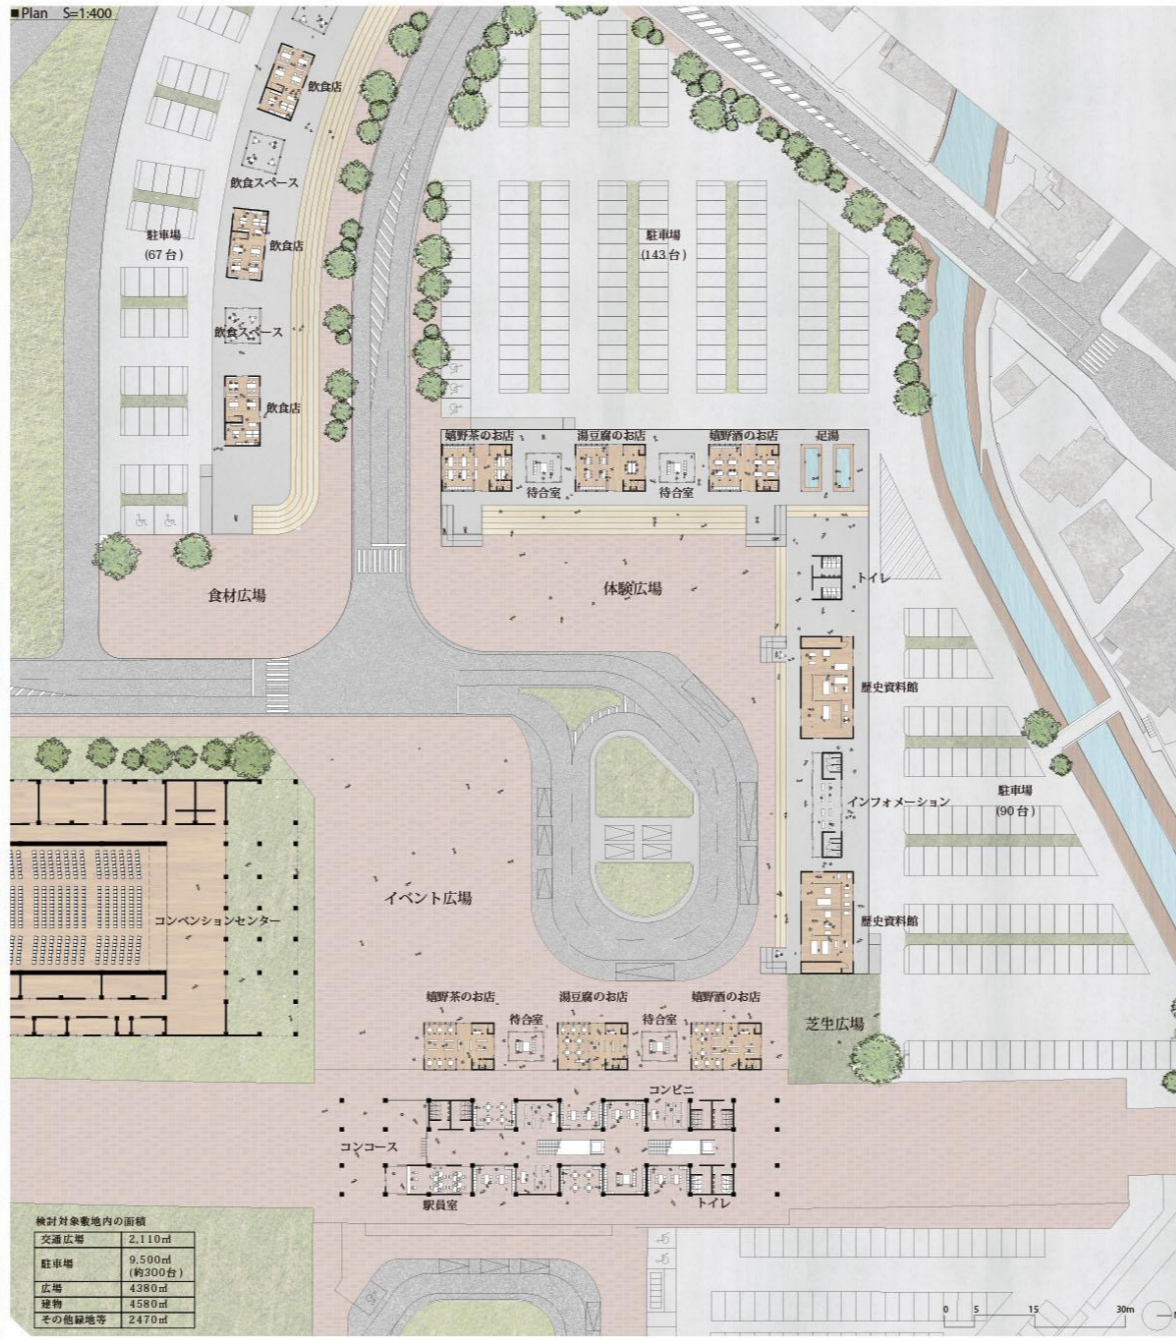 ■Plan S=1:400
飲食店
飲食スペース
駐車場
(67台)
飲食店
飲食スペース
飲食店
駐車場
(143台)
嬉野茶のお店
湯豆腐のお店
嬉野酒のお店
足湯
待合室
待合室
食材広場
体験広場
トイレ
歴史資料館
インフォメーション
駐車場
(90台)
イベント広場
コンベンションセンター
歴史資料館
嬉野茶のお店
湯豆腐のお店
嬉野酒のお店
待合室
待合室
芝生広場
コンビニ
コンコース
駅員室
トイレ
検討対象敷地内の面積
交通広場 2,110㎡
駐車場 9,500㎡
(約300台)
広場 4380㎡
建物 4580㎡
その他緑地等 2470㎡
0 5 15 30m